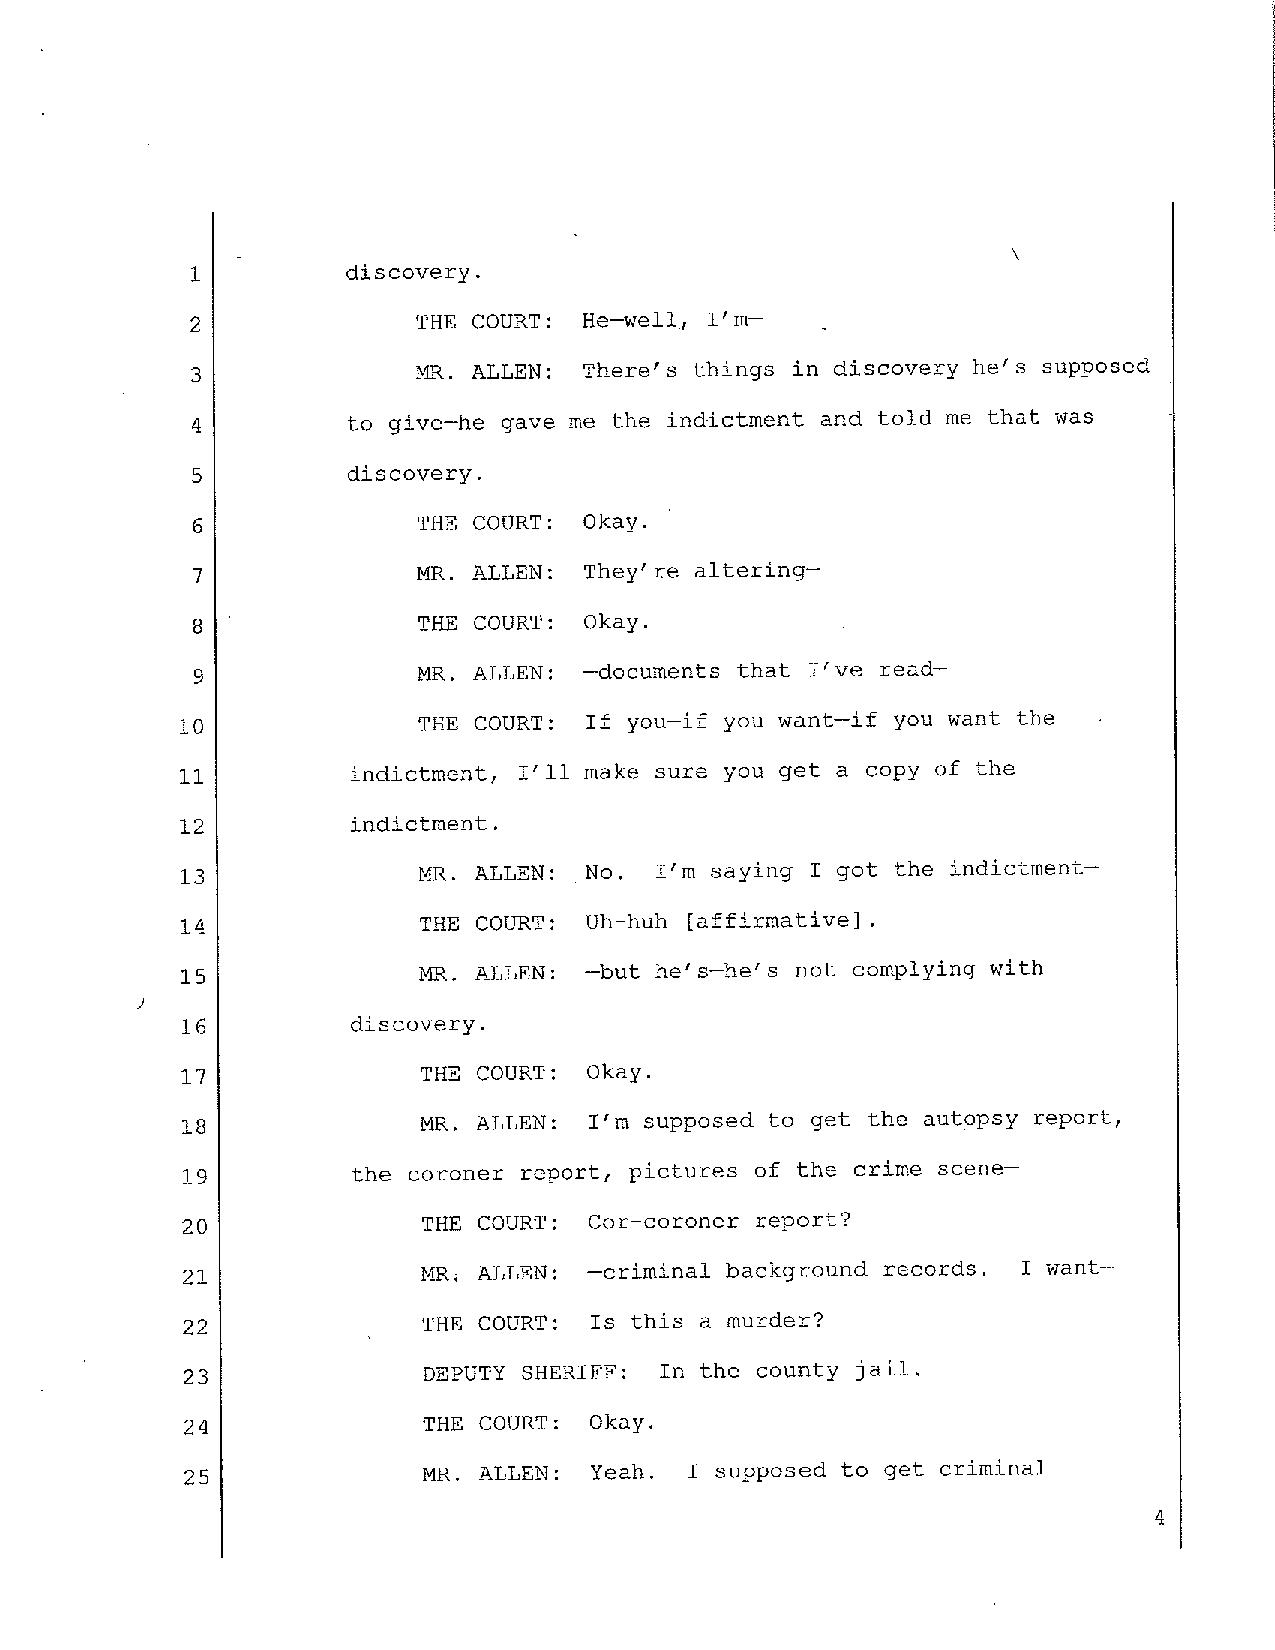 1 discovery.
2 THE COURT: He—well, I'm—
3 MR. ALLEN: There's things in discovery he's supposed
4 to give—he gave me the indictment and told me that was
5 discovery.
6 THE COURT: Okay.
7 MR. ALLEN: They're altering—
8 THE COURT: Okay.
9 MR. ALLEN: —documents that I've read—
10 THE COURT: If you—if you want—if you want the
11 indictment, I'll make sure you get a copy of the
12 indictment.
13 MR. ALLEN: No. I'm saying I got the indictment—
14 THE COURT: Uh-huh [affirmative].
15 MR. ALLEN: —but he's—he's not complying with
16 discovery.
17 THE COURT: Okay.
18 MR. ALLEN: I'm supposed to get the autopsy report,
19 the coroner report, pictures of the crime scene—
20 THE COURT: Cor-coroner report?
21 MR. ALLEN: —criminal background records. I want—
22 THE COURT: Is this a murder?
23 DEPUTY SHERIFF: In the county jail.
24 THE COURT: Okay.
25 MR. ALLEN: Yeah. I supposed to get criminal
4